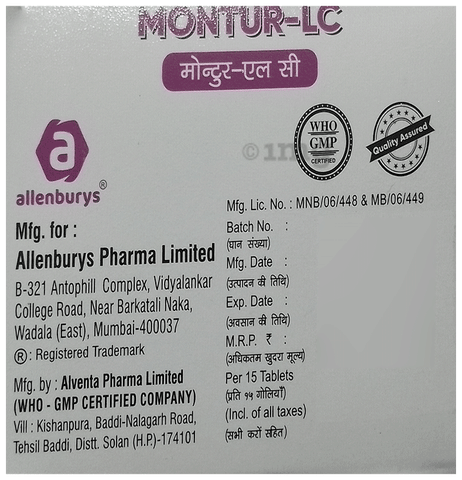 MONTUR-LC
मोन्टुर-एल सी
a
allenburys®
WHO
GMP
CERTIFIED
Quality Assured
© 1mg
Mfg. for :
Allenburys Pharma Limited
B-321 Antophill Complex, Vidyalankar
College Road, Near Barkatali Naka,
Wadala (East), Mumbai-400037
® : Registered Trademark
Mfg. by : Alventa Pharma Limited
(WHO - GMP CERTIFIED COMPANY)
Vill : Kishanpura, Baddi-Nalagarh Road,
Tehsil Baddi, Distt. Solan (H.P.)-174101
Mfg. Lic. No. : MNB/06/448 & MB/06/449
Batch No. :
(घान संख्या)
Mfg. Date :
(उत्पादन की तिथि)
Exp. Date :
(अवसान की तिथि)
M.R.P. ₹ :
(अधिकतम खुदरा मूल्य)
Per 15 Tablets
(प्रति १५ गोलियाँ)
(Incl. of all taxes)
(सभी करों सहित)